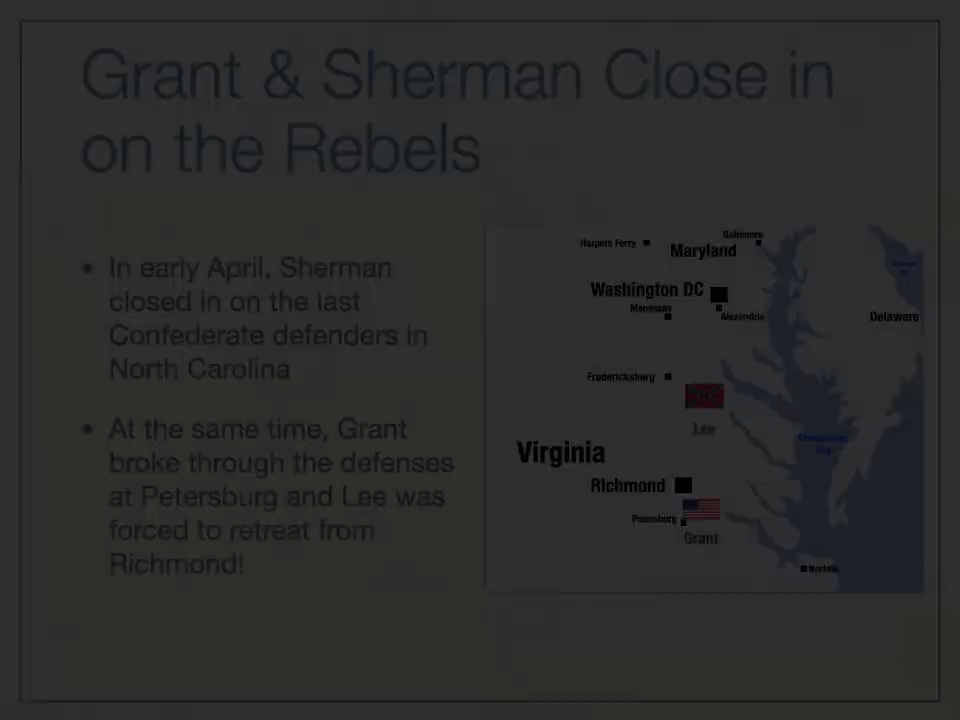 Grant & Sherman Close in
on the Rebels
• In early April, Sherman
closed in on the last
Confederate defenders in
North Carolina
• At the same time, Grant
broke through the defenses
at Petersburg and Lee was
forced to retreat from
Richmond!
Baltimore
Harpers Ferry
Maryland
Washington DC
Manassas
Alexandria
Delaware
Fredericksburg
Lee
Chesapeake
Bay
Virginia
Richmond
Petersburg
Grant
Norfolk